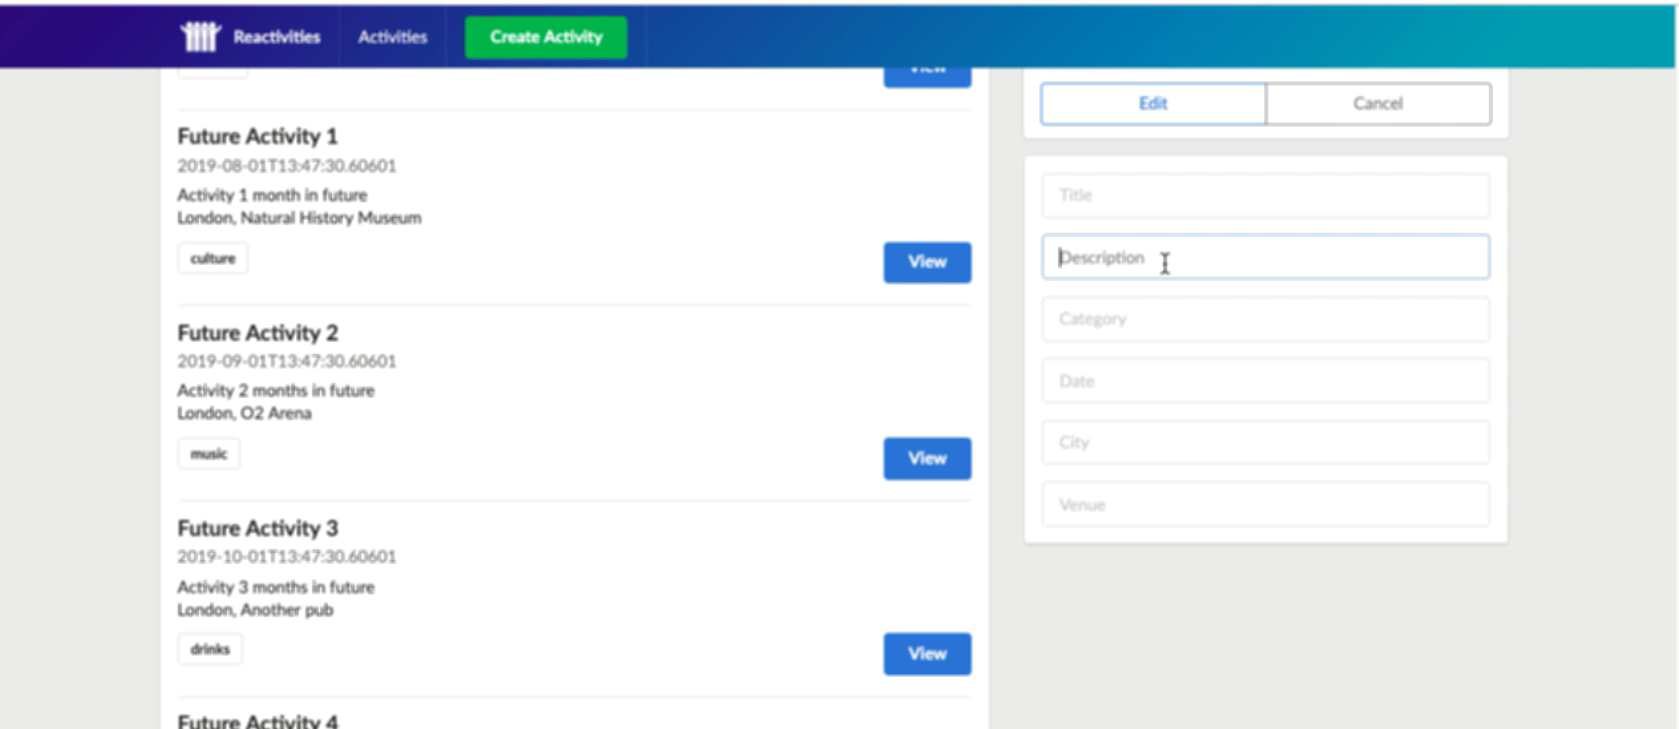 Reactivities
Activities
Create Activity
View
Future Activity 1
2019-08-01T13:47:30.60601
Activity 1 month in future
London, Natural History Museum
culture
View
Future Activity 2
2019-09-01T13:47:30.60601
Activity 2 months in future
London, O2 Arena
music
View
Future Activity 3
2019-10-01T13:47:30.60601
Activity 3 months in future
London, Another pub
drinks
View
Future Activity 4
Edit
Cancel
Title
Description
Category
Date
City
Venue